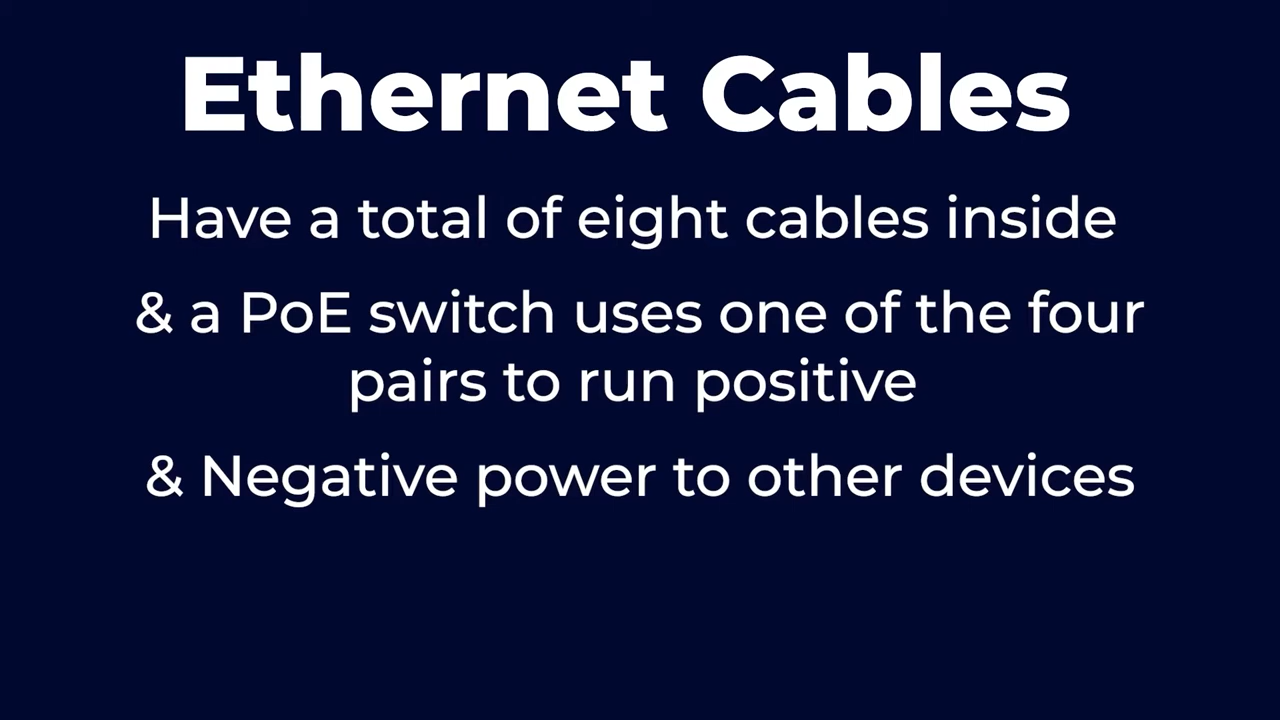 Ethernet Cables
Have a total of eight cables inside
& a PoE switch uses one of the four
pairs to run positive
& Negative power to other devices